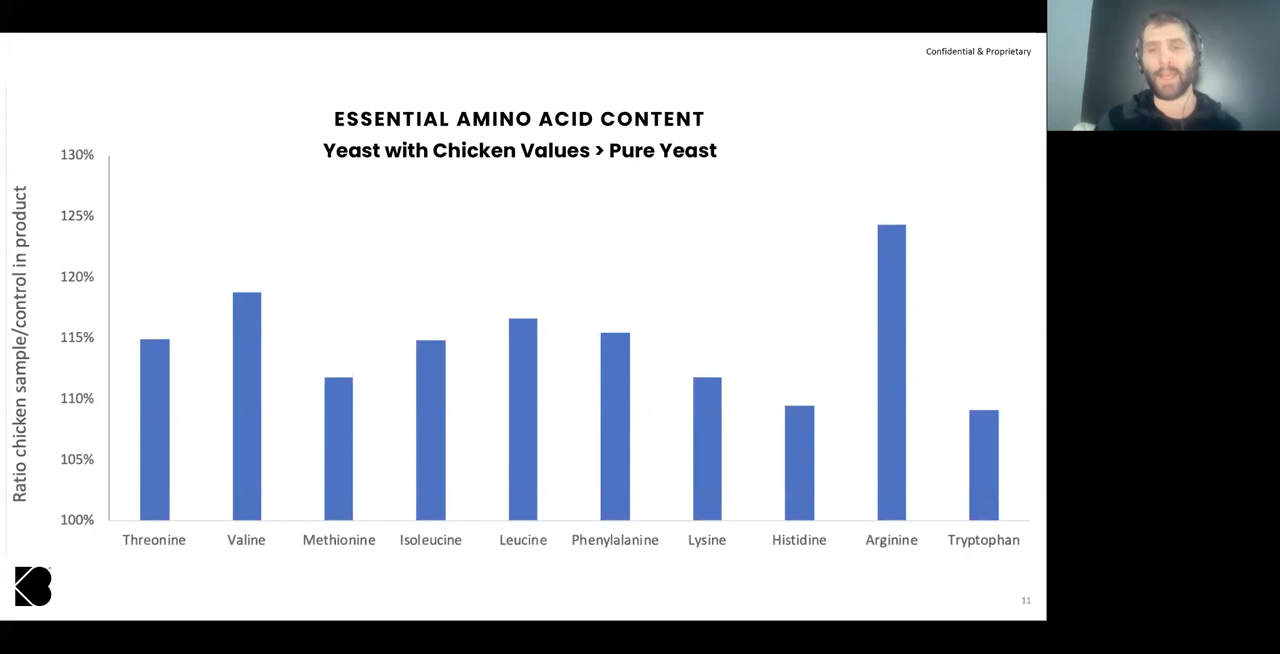 Confidential & Proprietary
ESSENTIAL AMINO ACID CONTENT
Yeast with Chicken Values > Pure Yeast
Ratio chicken sample/control in product
130%
125%
120%
115%
110%
105%
100%
Threonine Valine Methionine Isoleucine Leucine Phenylalanine Lysine Histidine Arginine Tryptophan
11